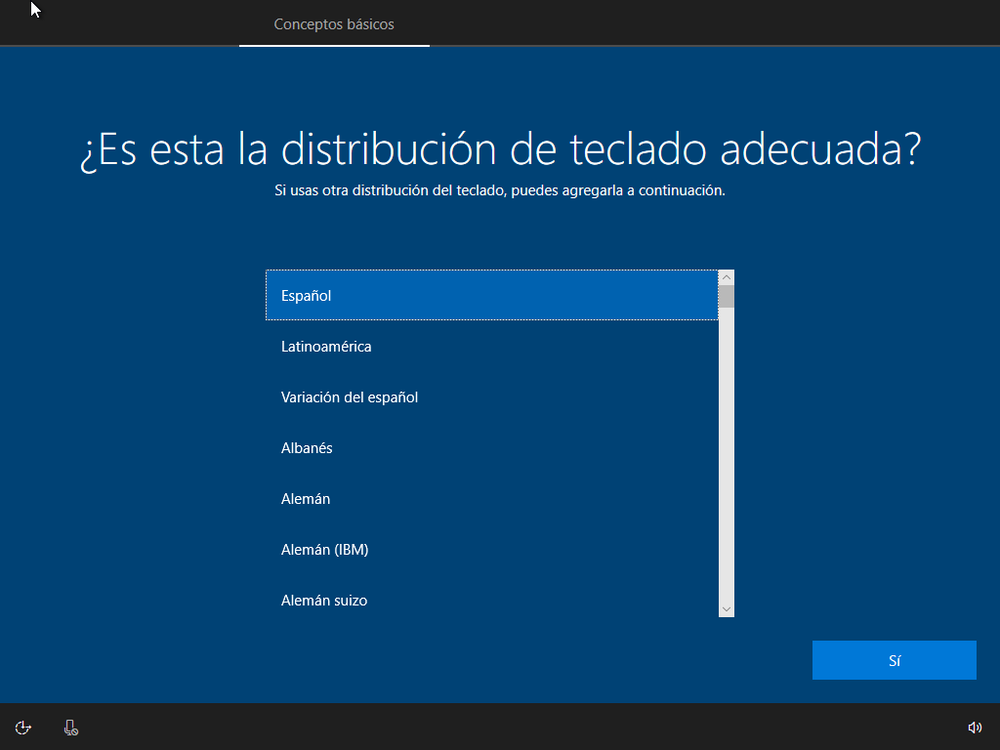 Conceptos básicos
¿Es esta la distribución de teclado adecuada?
Si usas otra distribución del teclado, puedes agregarla a continuación.
Español
Latinoamérica
Variación del español
Albanés
Alemán
Alemán (IBM)
Alemán suizo
Sí